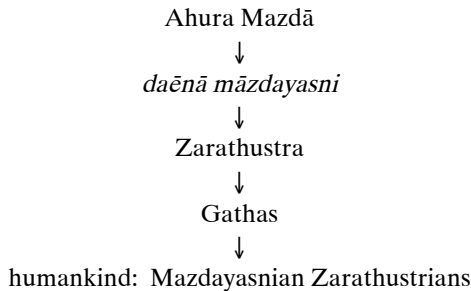 Ahura Mazdā
↓
daēnā māzdayasni
↓
Zarathustra
↓
Gathas
↓
humankind: Mazdayasnian Zarathustrians